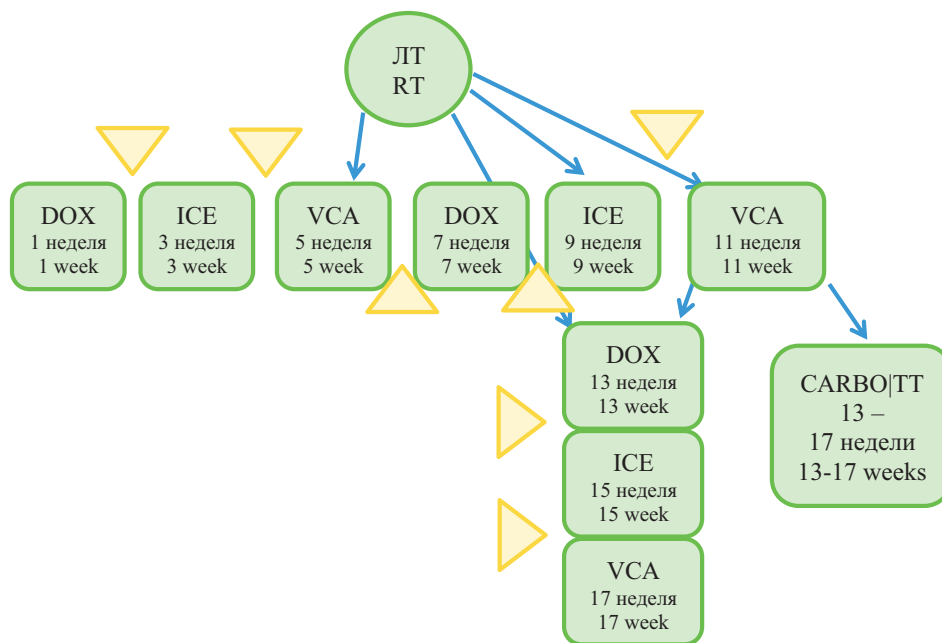 ЛТ
RT
DOX
1 неделя
1 week
ICE
3 неделя
3 week
VCA
5 неделя
5 week
DOX
7 неделя
7 week
ICE
9 неделя
9 week
VCA
11 неделя
11 week
DOX
13 неделя
13 week
ICE
15 неделя
15 week
VCA
17 неделя
17 week
CARBO|TT
13 –
17 недели
13-17 weeks